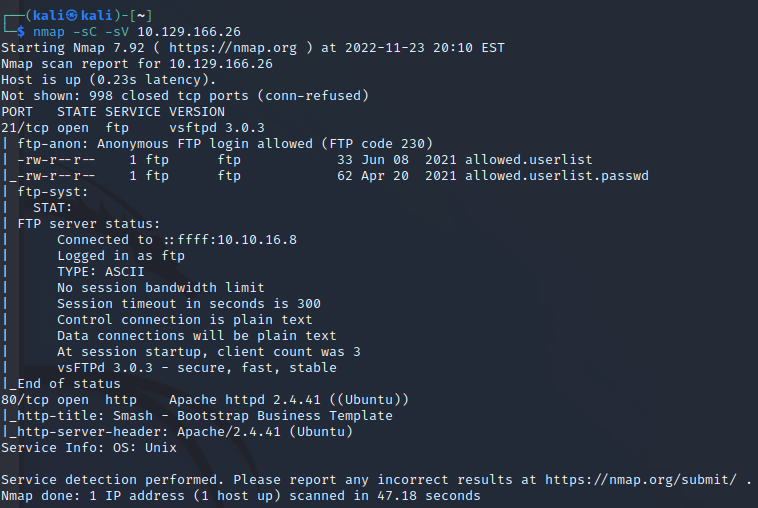 ┌──(kali㉿kali)-[~]
└─$ nmap -sC -sV 10.129.166.26
Starting Nmap 7.92 ( https://nmap.org ) at 2022-11-23 20:10 EST
Nmap scan report for 10.129.166.26
Host is up (0.23s latency).
Not shown: 998 closed tcp ports (conn-refused)
PORT   STATE SERVICE VERSION
21/tcp open  ftp     vsftpd 3.0.3
| ftp-anon: Anonymous FTP login allowed (FTP code 230)
| -rw-r--r--    1 ftp      ftp            33 Jun 08  2021 allowed.userlist
|_-rw-r--r--    1 ftp      ftp            62 Apr 20  2021 allowed.userlist.passwd
| ftp-syst:
|   STAT:
| FTP server status:
|      Connected to ::ffff:10.10.16.8
|      Logged in as ftp
|      TYPE: ASCII
|      No session bandwidth limit
|      Session timeout in seconds is 300
|      Control connection is plain text
|      Data connections will be plain text
|      At session startup, client count was 3
|      vsFTPd 3.0.3 - secure, fast, stable
|_End of status
80/tcp open  http    Apache httpd 2.4.41 ((Ubuntu))
|_http-title: Smash - Bootstrap Business Template
|_http-server-header: Apache/2.4.41 (Ubuntu)
Service Info: OS: Unix

Service detection performed. Please report any incorrect results at https://nmap.org/submit/ .
Nmap done: 1 IP address (1 host up) scanned in 47.18 seconds